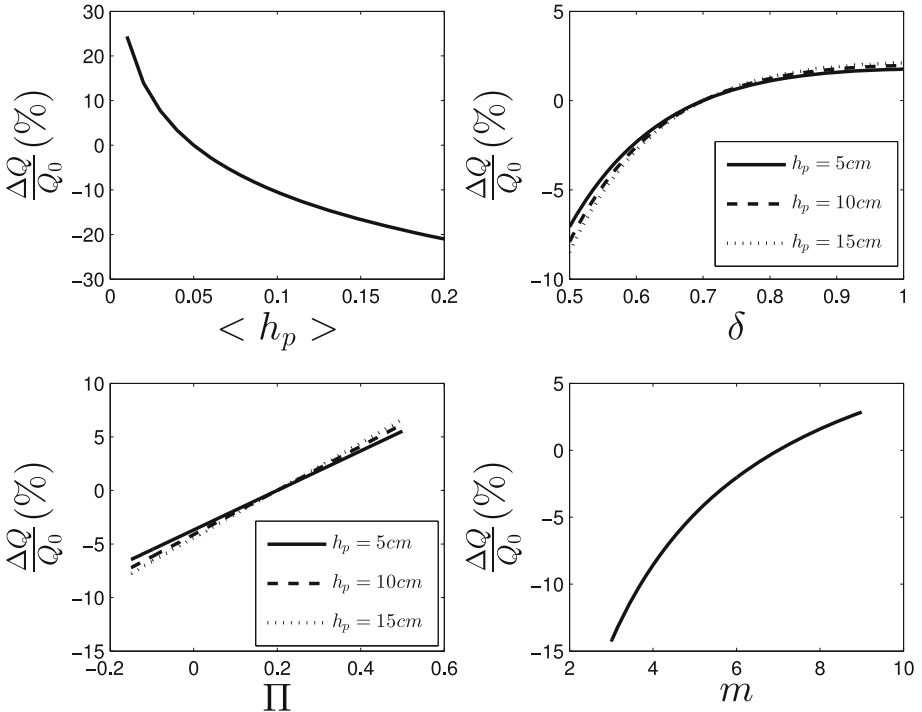 30
20
10
0
−10
−20
−30
0 0.05 0.1 0.15 0.2
ΔQ/Q₀ (%)
< hₚ >
5
0
−5
−10
0.5 0.6 0.7 0.8 0.9 1
ΔQ/Q₀ (%)
δ
hₚ = 5cm
hₚ = 10cm
hₚ = 15cm
10
5
0
−5
−10
−15
−0.2 0 0.2 0.4 0.6
ΔQ/Q₀ (%)
Π
hₚ = 5cm
hₚ = 10cm
hₚ = 15cm
5
0
−5
−10
−15
2 4 6 8 10
ΔQ/Q₀ (%)
m